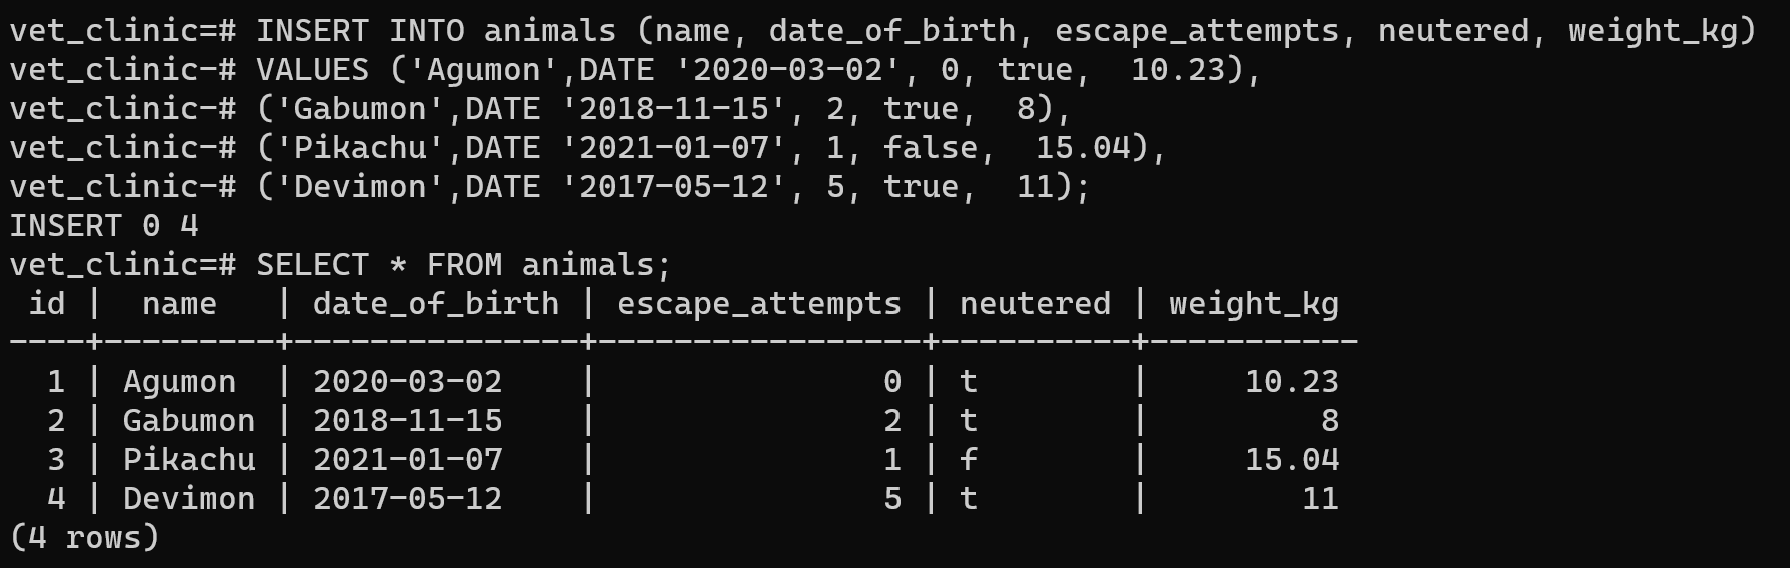 vet_clinic=# INSERT INTO animals (name, date_of_birth, escape_attempts, neutered, weight_kg)
vet_clinic-# VALUES ('Agumon',DATE '2020-03-02', 0, true,  10.23),
vet_clinic-# ('Gabumon',DATE '2018-11-15', 2, true,  8),
vet_clinic-# ('Pikachu',DATE '2021-01-07', 1, false,  15.04),
vet_clinic-# ('Devimon',DATE '2017-05-12', 5, true,  11);
INSERT 0 4
vet_clinic=# SELECT * FROM animals;
 id |  name   | date_of_birth | escape_attempts | neutered | weight_kg
----+---------+---------------+-----------------+----------+-----------
  1 | Agumon  | 2020-03-02    |               0 | t        |     10.23
  2 | Gabumon | 2018-11-15    |               2 | t        |         8
  3 | Pikachu | 2021-01-07    |               1 | f        |     15.04
  4 | Devimon | 2017-05-12    |               5 | t        |        11
(4 rows)